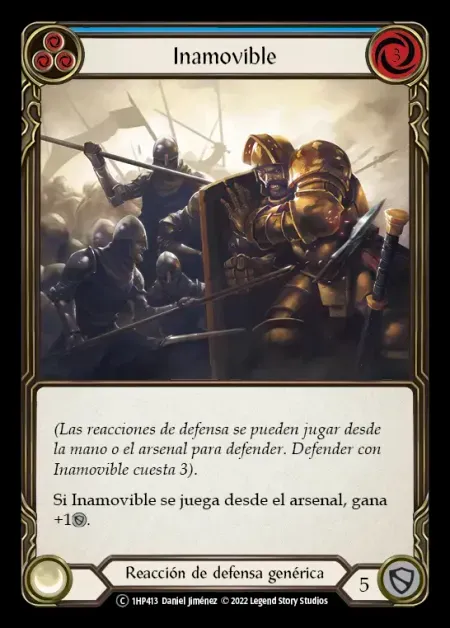 Inamovible
3
(Las reacciones de defensa se pueden jugar desde
la mano o el arsenal para defender. Defender con
Inamovible cuesta 3).
Si Inamovible se juega desde el arsenal, gana
+1.
Reacción de defensa genérica
5
C 1HP413 Daniel Jiménez © 2022 Legend Story Studios